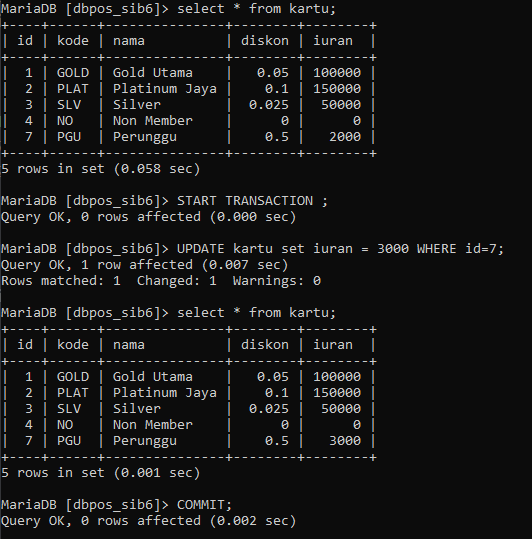 MariaDB [dbpos_sib6]> select * from kartu;
+----+------+---------------+--------+--------+
| id | kode | nama          | diskon | iuran  |
+----+------+---------------+--------+--------+
|  1 | GOLD | Gold Utama    |   0.05 | 100000 |
|  2 | PLAT | Platinum Jaya |    0.1 | 150000 |
|  3 | SLV  | Silver        |  0.025 |  50000 |
|  4 | NO   | Non Member    |      0 |      0 |
|  7 | PGU  | Perunggu      |    0.5 |   2000 |
+----+------+---------------+--------+--------+
5 rows in set (0.058 sec)

MariaDB [dbpos_sib6]> START TRANSACTION ;
Query OK, 0 rows affected (0.000 sec)

MariaDB [dbpos_sib6]> UPDATE kartu set iuran = 3000 WHERE id=7;
Query OK, 1 row affected (0.007 sec)
Rows matched: 1  Changed: 1  Warnings: 0

MariaDB [dbpos_sib6]> select * from kartu;
+----+------+---------------+--------+--------+
| id | kode | nama          | diskon | iuran  |
+----+------+---------------+--------+--------+
|  1 | GOLD | Gold Utama    |   0.05 | 100000 |
|  2 | PLAT | Platinum Jaya |    0.1 | 150000 |
|  3 | SLV  | Silver        |  0.025 |  50000 |
|  4 | NO   | Non Member    |      0 |      0 |
|  7 | PGU  | Perunggu      |    0.5 |   3000 |
+----+------+---------------+--------+--------+
5 rows in set (0.001 sec)

MariaDB [dbpos_sib6]> COMMIT;
Query OK, 0 rows affected (0.002 sec)